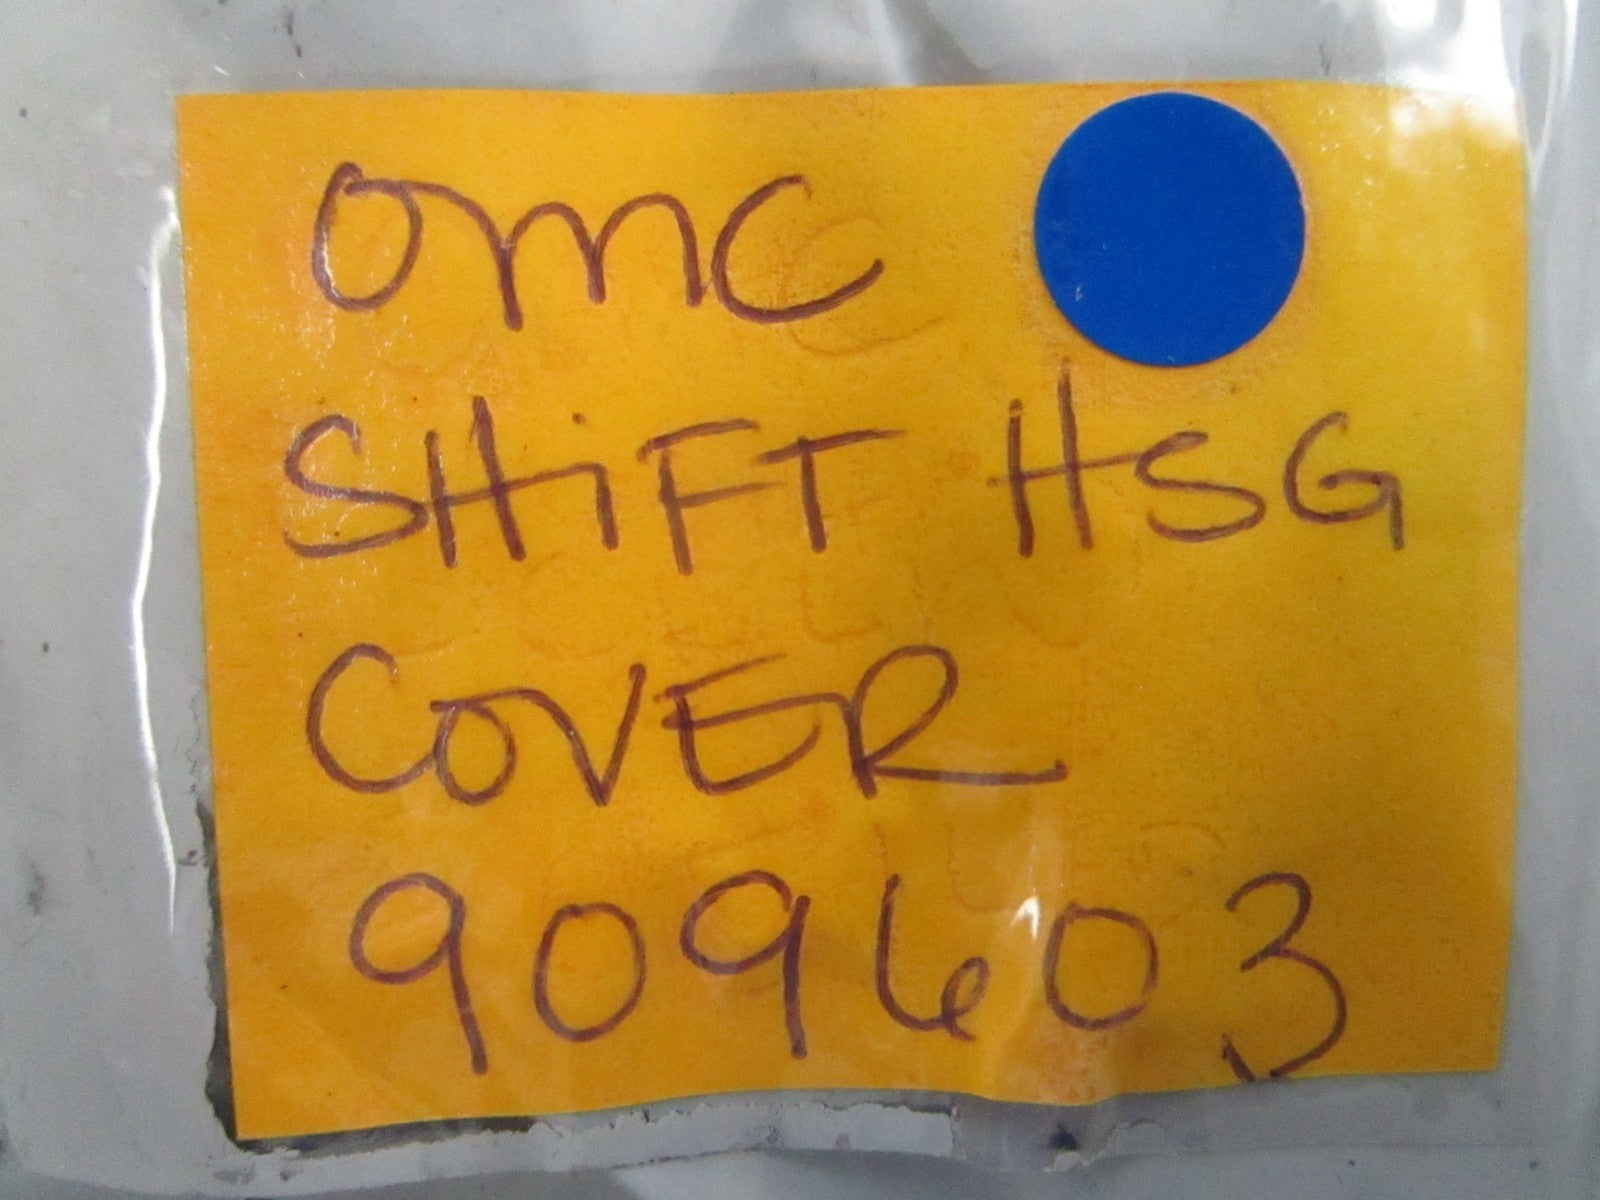 OMC
SHiFT HSG
COVER
909603